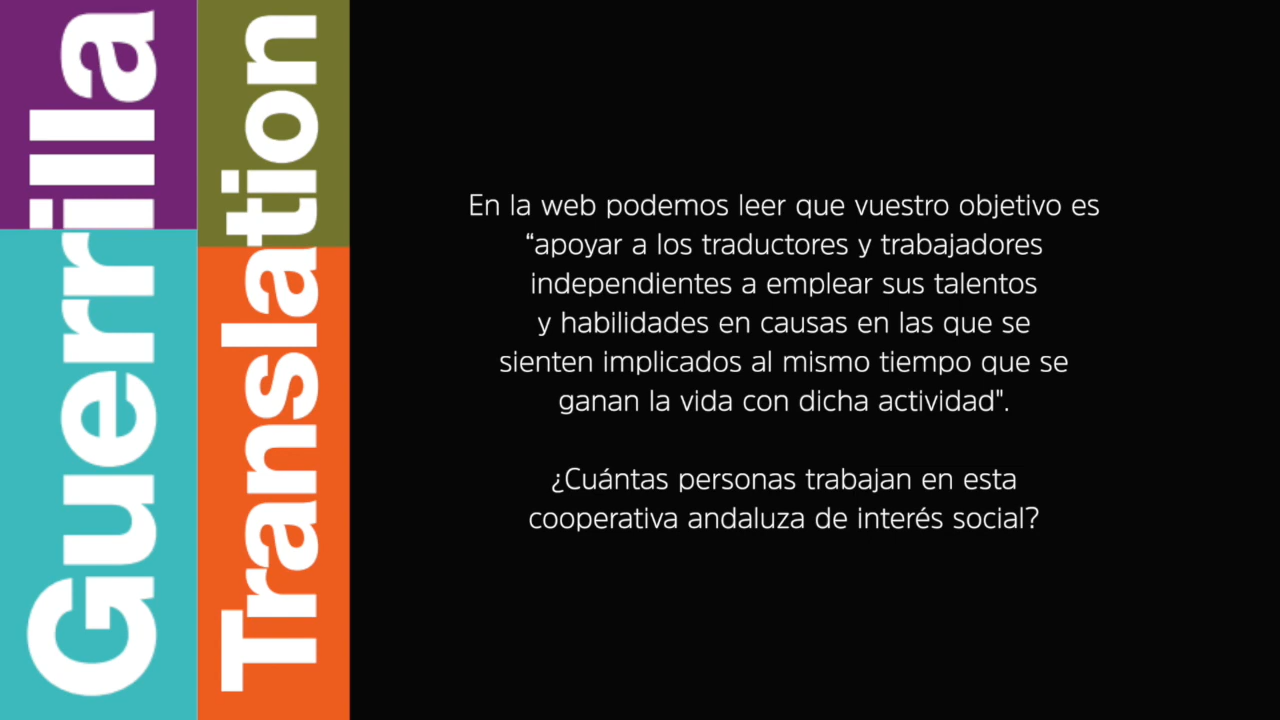 Guerrilla
Translation
En la web podemos leer que vuestro objetivo es
“apoyar a los traductores y trabajadores
independientes a emplear sus talentos
y habilidades en causas en las que se
sienten implicados al mismo tiempo que se
ganan la vida con dicha actividad".
¿Cuántas personas trabajan en esta
cooperativa andaluza de interés social?